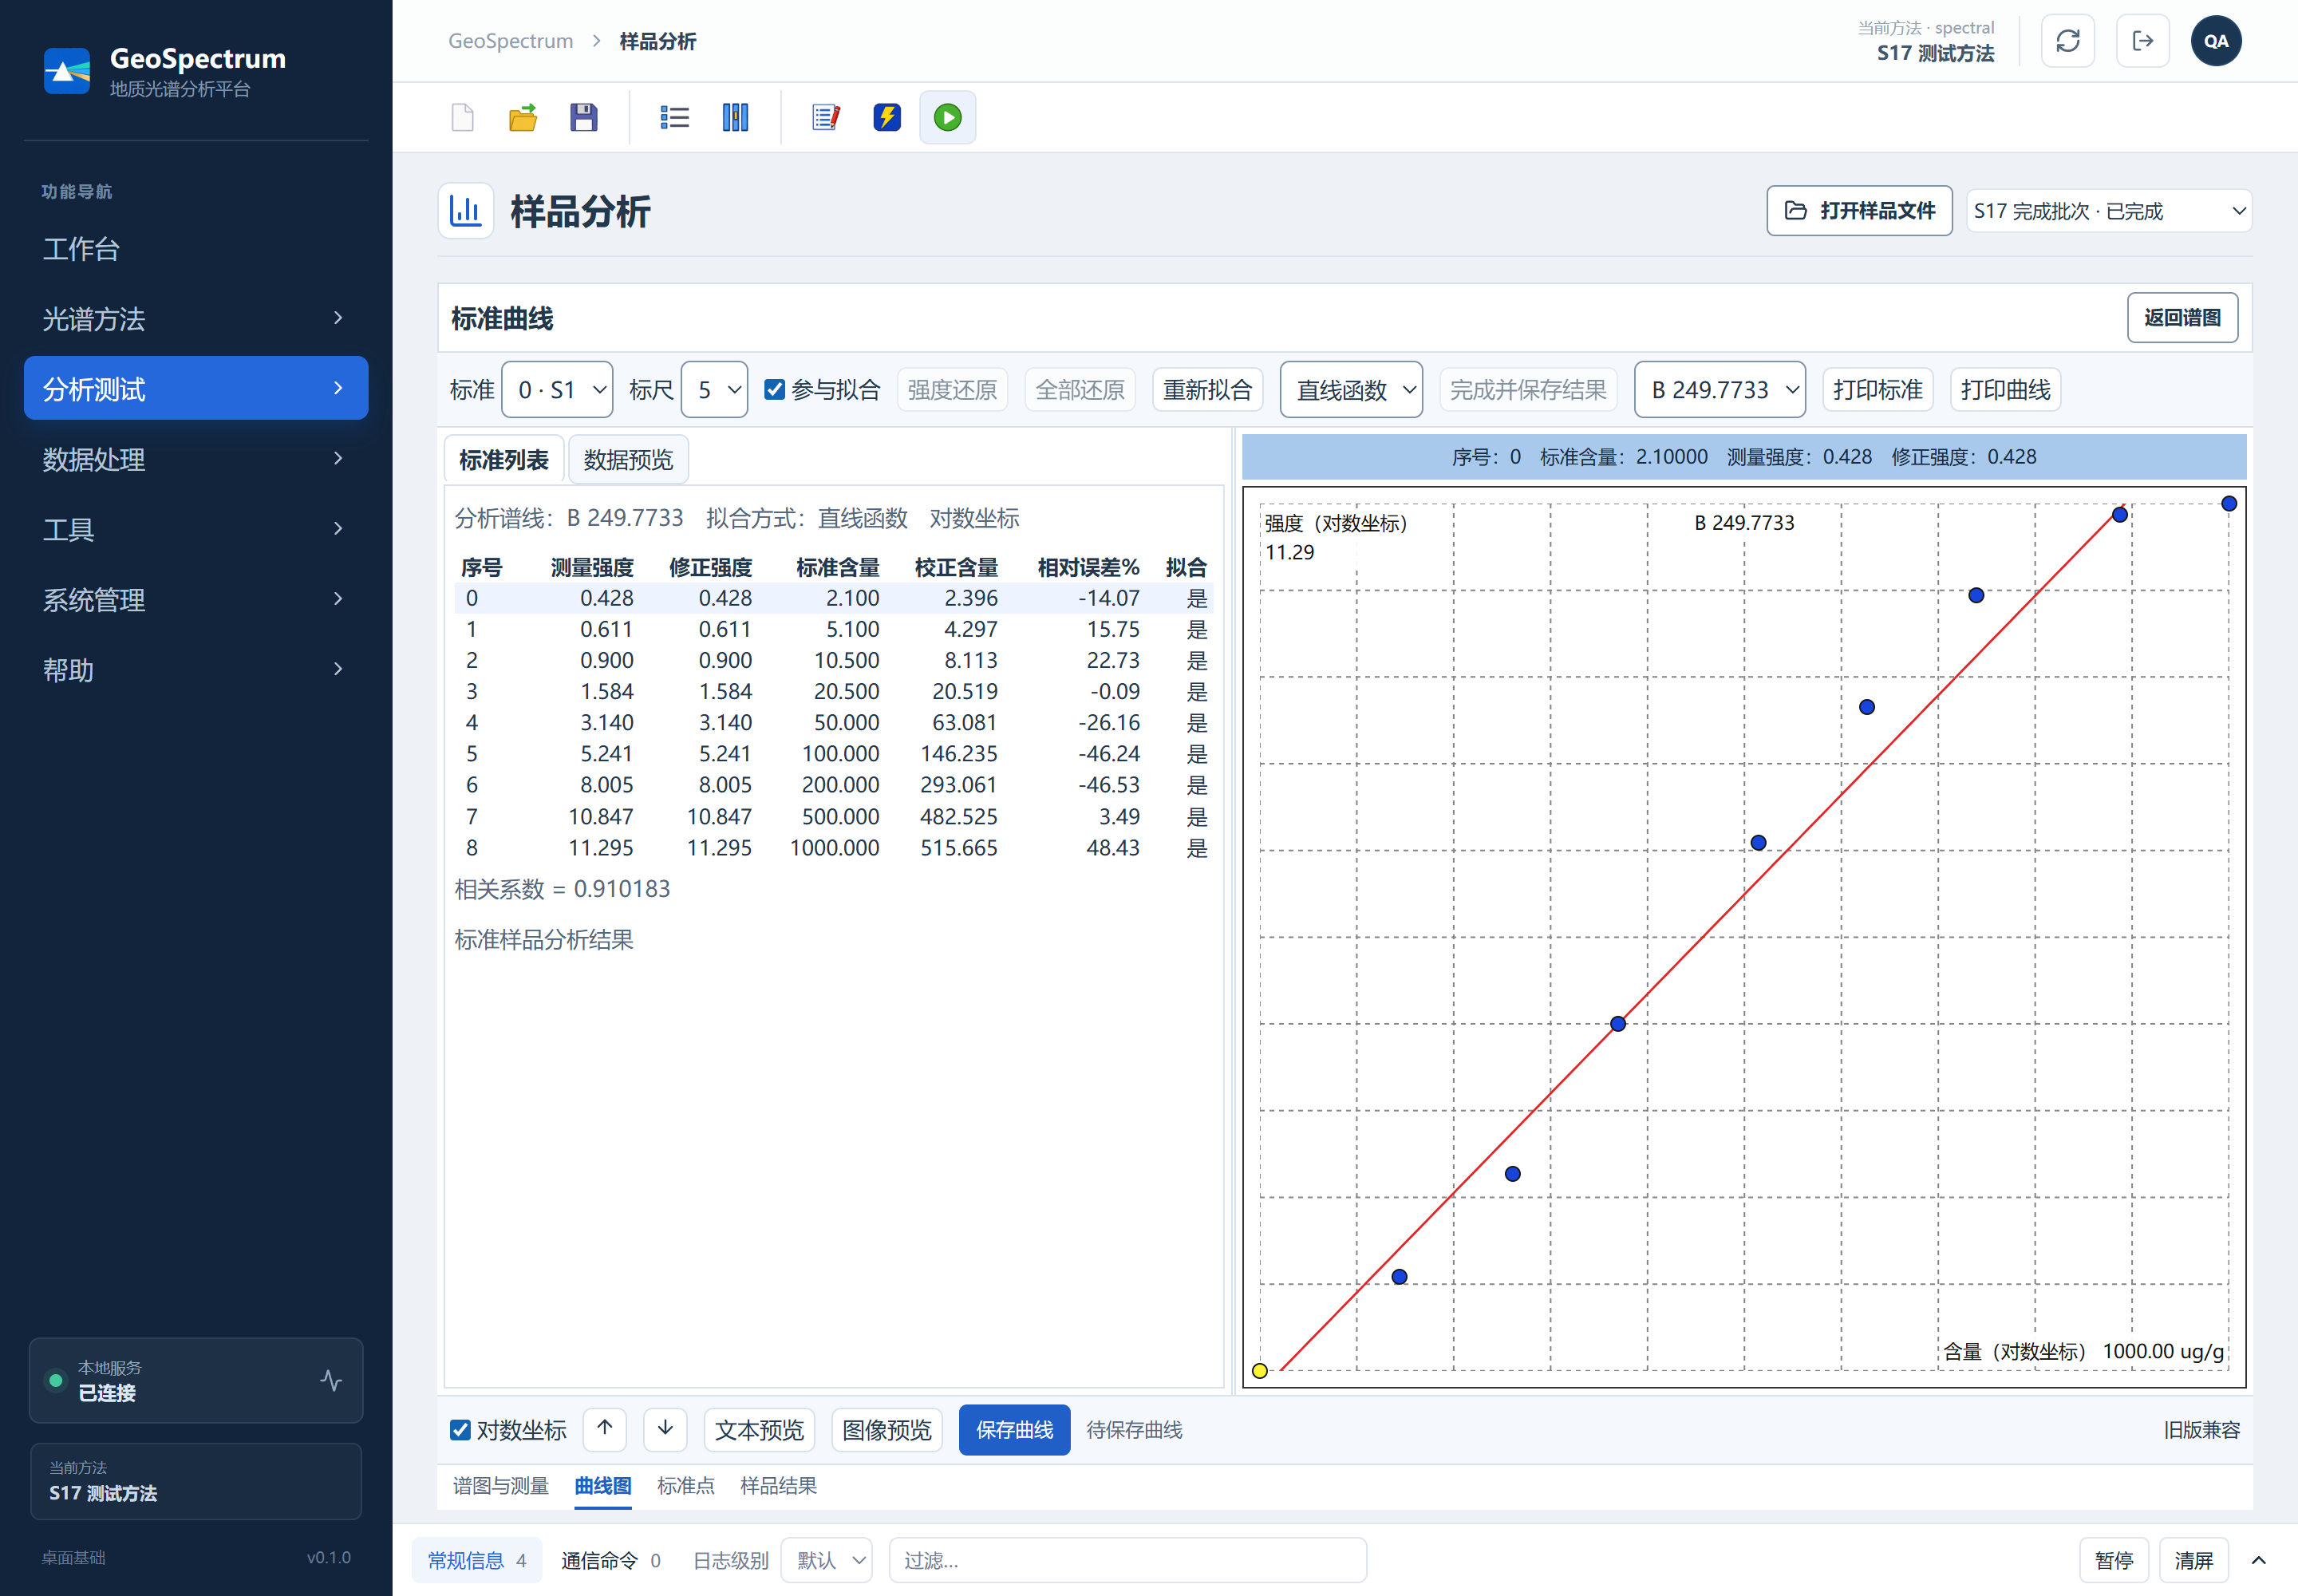 GeoSpectrum
地质光谱分析平台
功能导航
工作台
光谱方法
分析测试
数据处理
工具
系统管理
帮助
本地服务
已连接
当前方法
S17 测试方法
桌面基础 v0.1.0
GeoSpectrum 样品分析
当前方法 · spectral
S17 测试方法
QA
样品分析
打开样品文件
S17 完成批次 · 已完成
标准曲线
返回谱图
标准 0 · S1 标尺 5 参与拟合 强度还原 全部还原 重新拟合 直线函数 完成并保存结果 B 249.7733 打印标准 打印曲线
标准列表 数据预览
分析谱线：B 249.7733 拟合方式：直线函数 对数坐标
序号 测量强度 修正强度 标准含量 校正含量 相对误差% 拟合
0 0.428 0.428 2.100 2.396 -14.07 是
1 0.611 0.611 5.100 4.297 15.75 是
2 0.900 0.900 10.500 8.113 22.73 是
3 1.584 1.584 20.500 20.519 -0.09 是
4 3.140 3.140 50.000 63.081 -26.16 是
5 5.241 5.241 100.000 146.235 -46.24 是
6 8.005 8.005 200.000 293.061 -46.53 是
7 10.847 10.847 500.000 482.525 3.49 是
8 11.295 11.295 1000.000 515.665 48.43 是
相关系数 = 0.910183
标准样品分析结果
序号：0 标准含量：2.10000 测量强度：0.428 修正强度：0.428
强度（对数坐标）
11.29
B 249.7733
含量（对数坐标） 1000.00 ug/g
对数坐标 ↑ ↓ 文本预览 图像预览 保存曲线 待保存曲线 旧版兼容
谱图与测量 曲线图 标准点 样品结果
常规信息 4 通信命令 0 日志级别 默认 过滤... 暂停 清屏